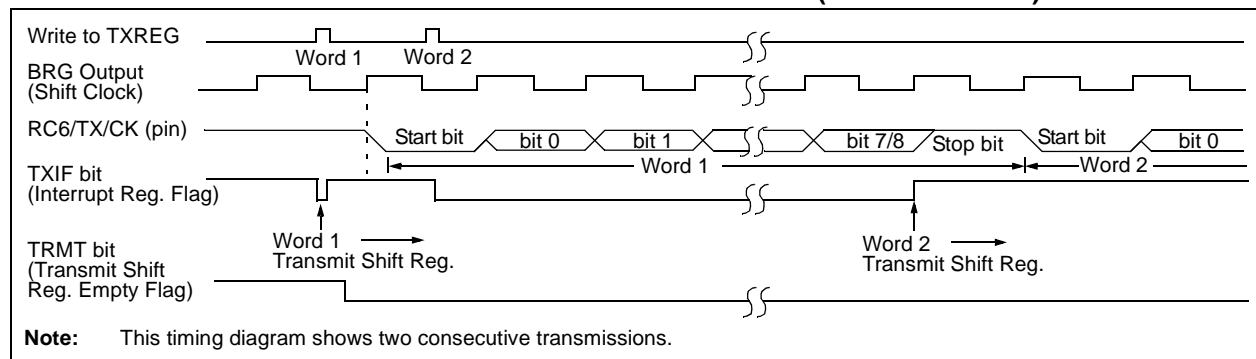 Write to TXREG
Word 1 Word 2
BRG Output
(Shift Clock)
RC6/TX/CK (pin)
Start bit bit 0 bit 1 bit 7/8 Stop bit Start bit bit 0
Word 1 Word 2
TXIF bit
(Interrupt Reg. Flag)
Word 1
Transmit Shift Reg.
Word 2
Transmit Shift Reg.
TRMT bit
(Transmit Shift
Reg. Empty Flag)
Note: This timing diagram shows two consecutive transmissions.